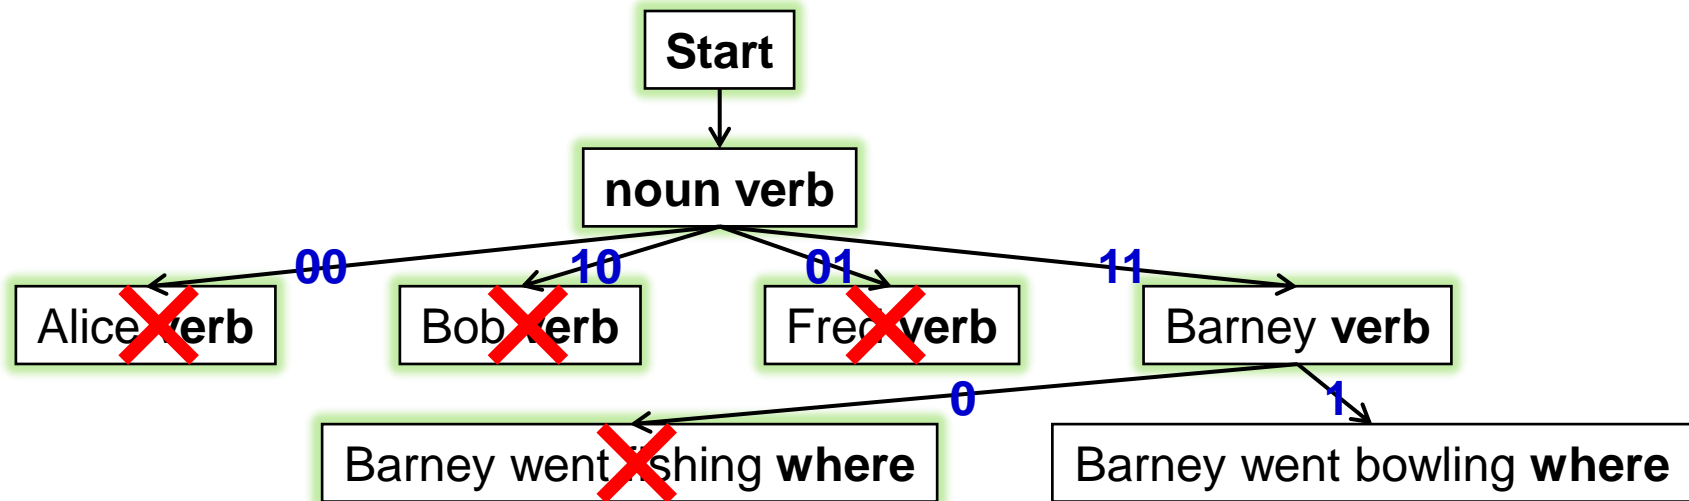 Start
noun verb
00 10 01 11
Alice verb Bob verb Fred verb Barney verb
0 1
Barney went fishing where Barney went bowling where